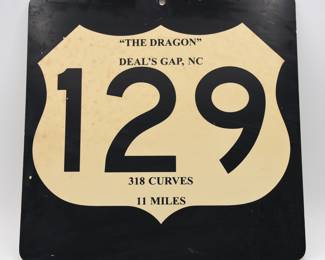 "THE DRAGON"
DEAL'S GAP, NC
129
318 CURVES
11 MILES